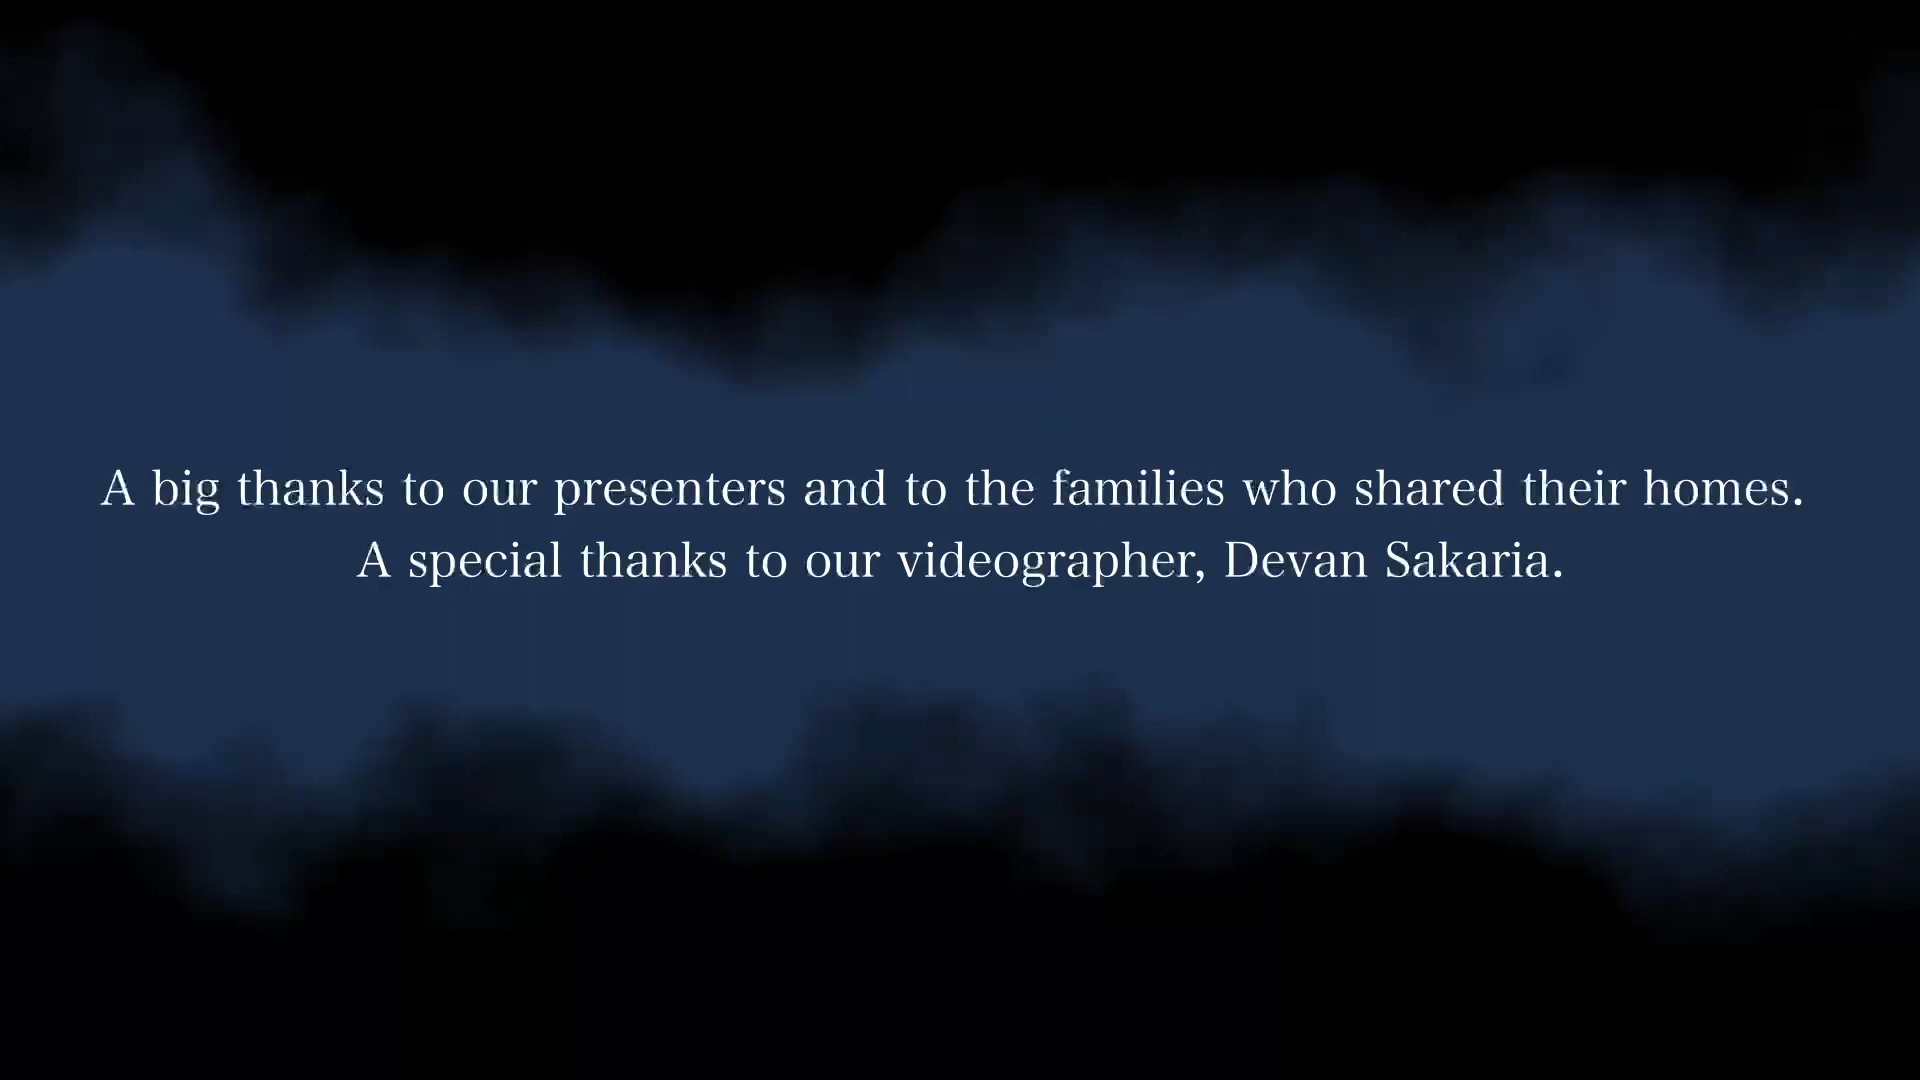 A big thanks to our presenters and to the families who shared their homes.
A special thanks to our videographer, Devan Sakaria.